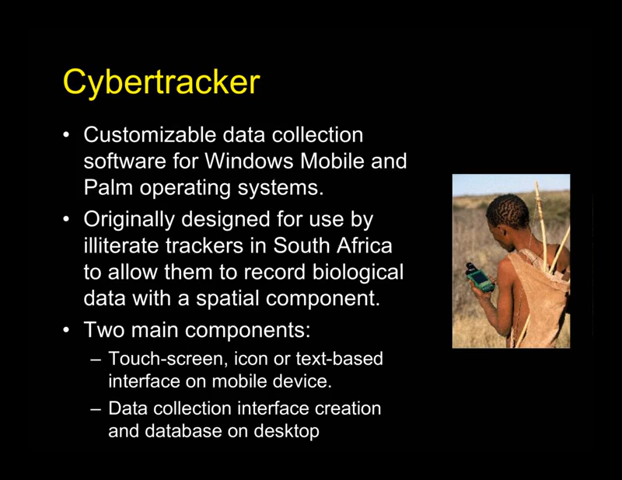 Cybertracker
• Customizable data collection
software for Windows Mobile and
Palm operating systems.
• Originally designed for use by
illiterate trackers in South Africa
to allow them to record biological
data with a spatial component.
• Two main components:
– Touch-screen, icon or text-based
interface on mobile device.
– Data collection interface creation
and database on desktop